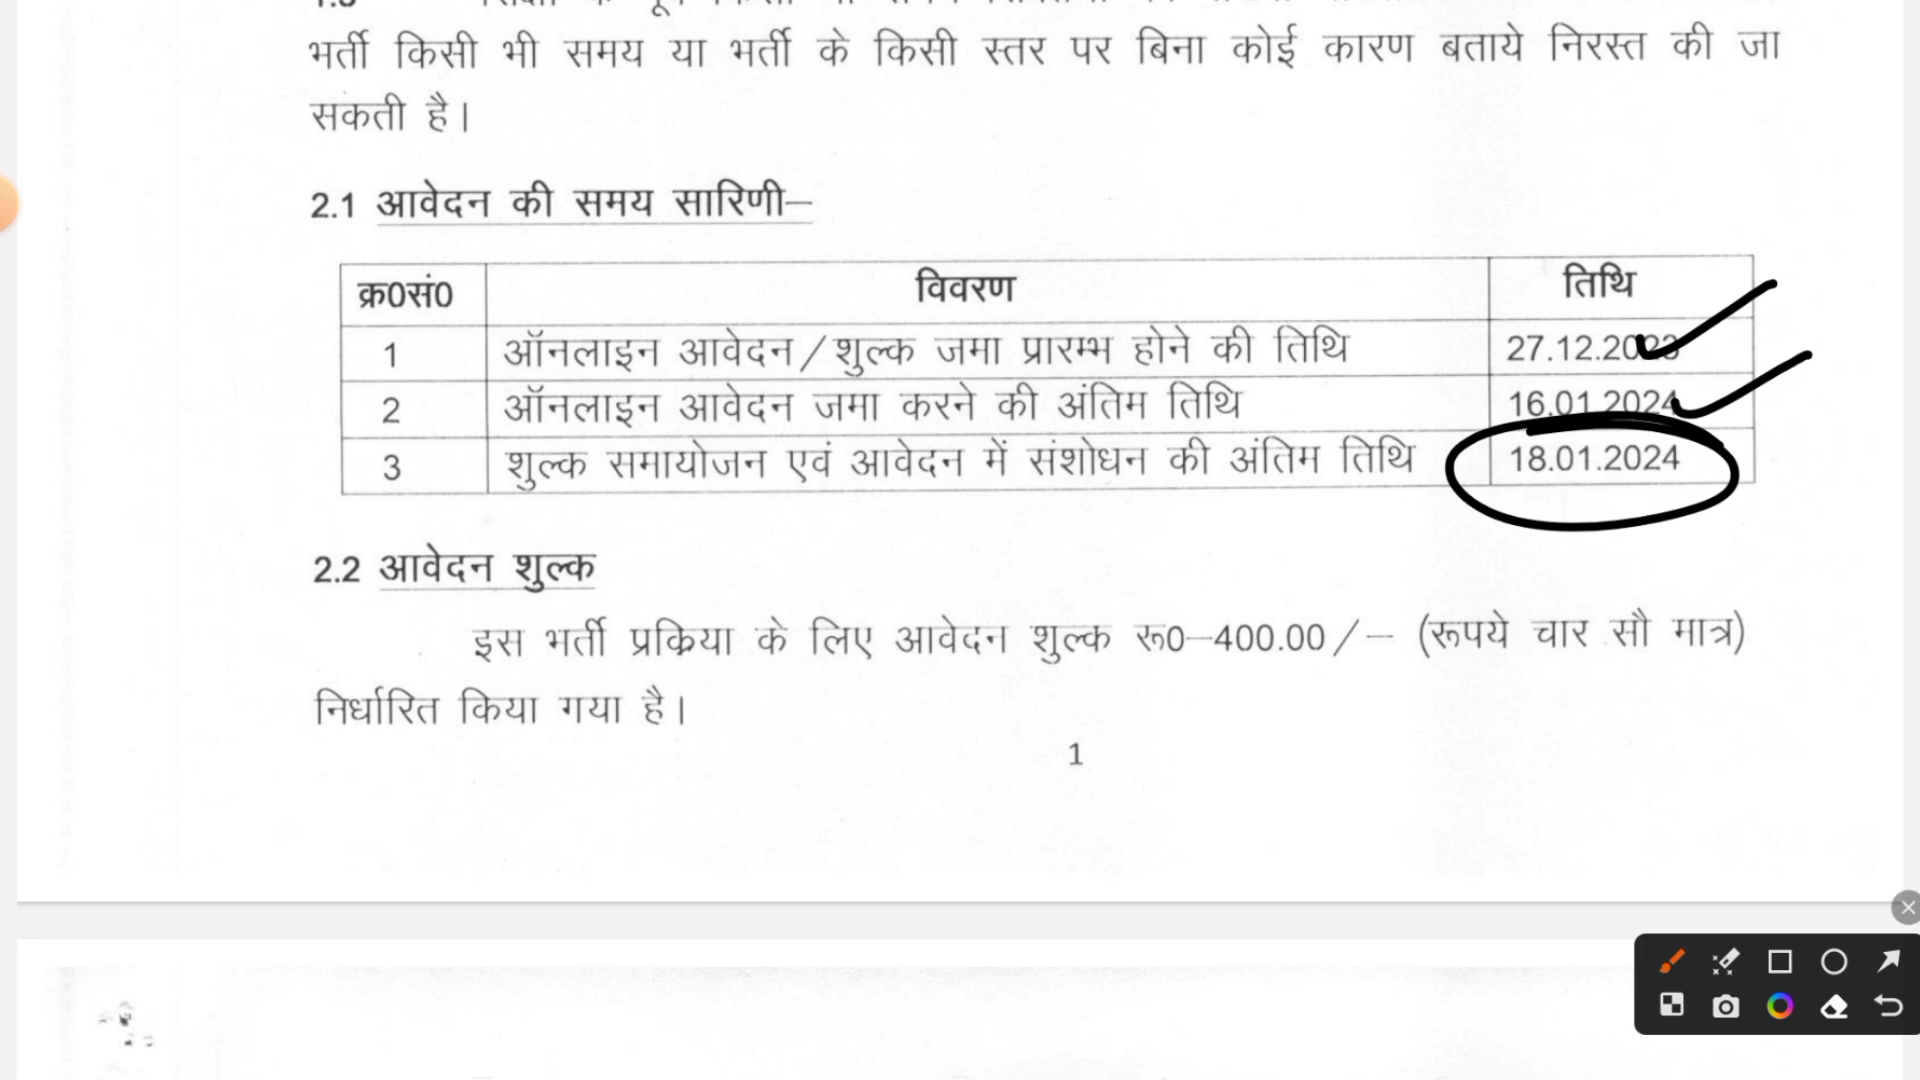 भर्ती किसी भी समय या भर्ती के किसी स्तर पर बिना कोई कारण बताये निरस्त की जा
सकती है।
2.1 आवेदन की समय सारिणी–
क्र0सं0 विवरण तिथि
1 ऑनलाइन आवेदन/शुल्क जमा प्रारम्भ होने की तिथि 27.12.2023
2 ऑनलाइन आवेदन जमा करने की अंतिम तिथि 16.01.2024
3 शुल्क समायोजन एवं आवेदन में संशोधन की अंतिम तिथि 18.01.2024
2.2 आवेदन शुल्क
इस भर्ती प्रक्रिया के लिए आवेदन शुल्क रू0–400.00/– (रूपये चार सौ मात्र)
निर्धारित किया गया है।
1